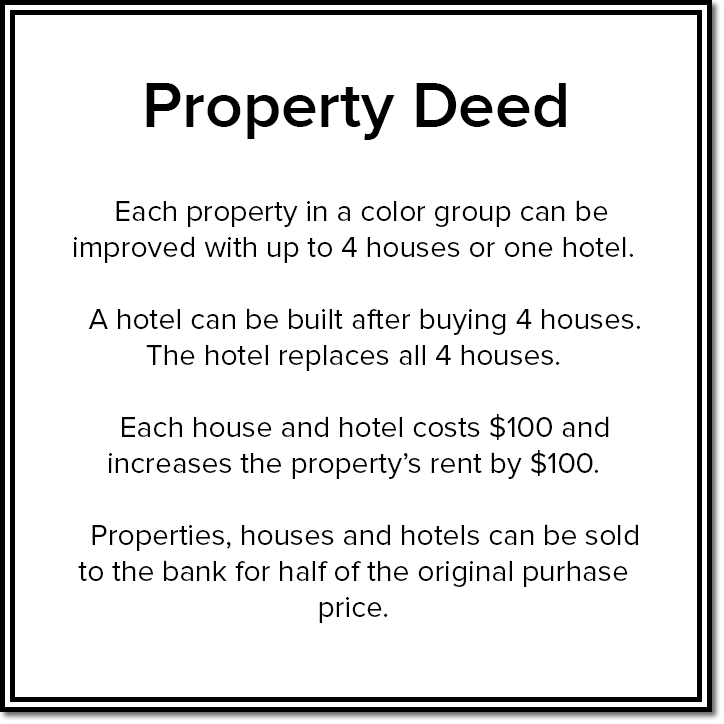 Property Deed
Each property in a color group can be
improved with up to 4 houses or one hotel.
A hotel can be built after buying 4 houses.
The hotel replaces all 4 houses.
Each house and hotel costs $100 and
increases the property’s rent by $100.
Properties, houses and hotels can be sold
to the bank for half of the original purhase
price.